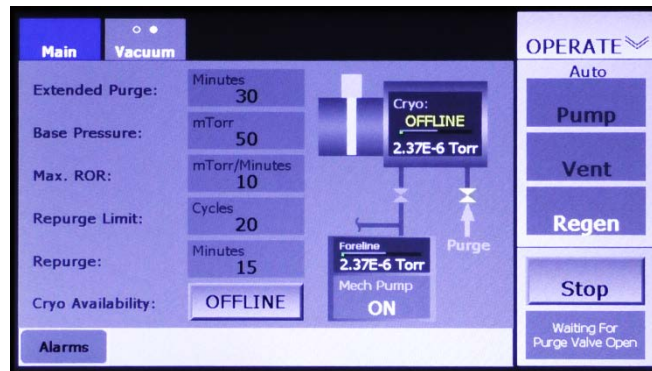 Main
Vacuum
OPERATE
Auto
Extended Purge:
Minutes
30
Base Pressure:
mTorr
50
Max. ROR:
mTorr/Minutes
10
Repurge Limit:
Cycles
20
Repurge:
Minutes
15
Cryo Availability:
OFFLINE
Cryo:
OFFLINE
2.37E-6 Torr
Purge
Foreline
2.37E-6 Torr
Mech Pump
ON
Pump
Vent
Regen
Stop
Waiting For
Purge Valve Open
Alarms